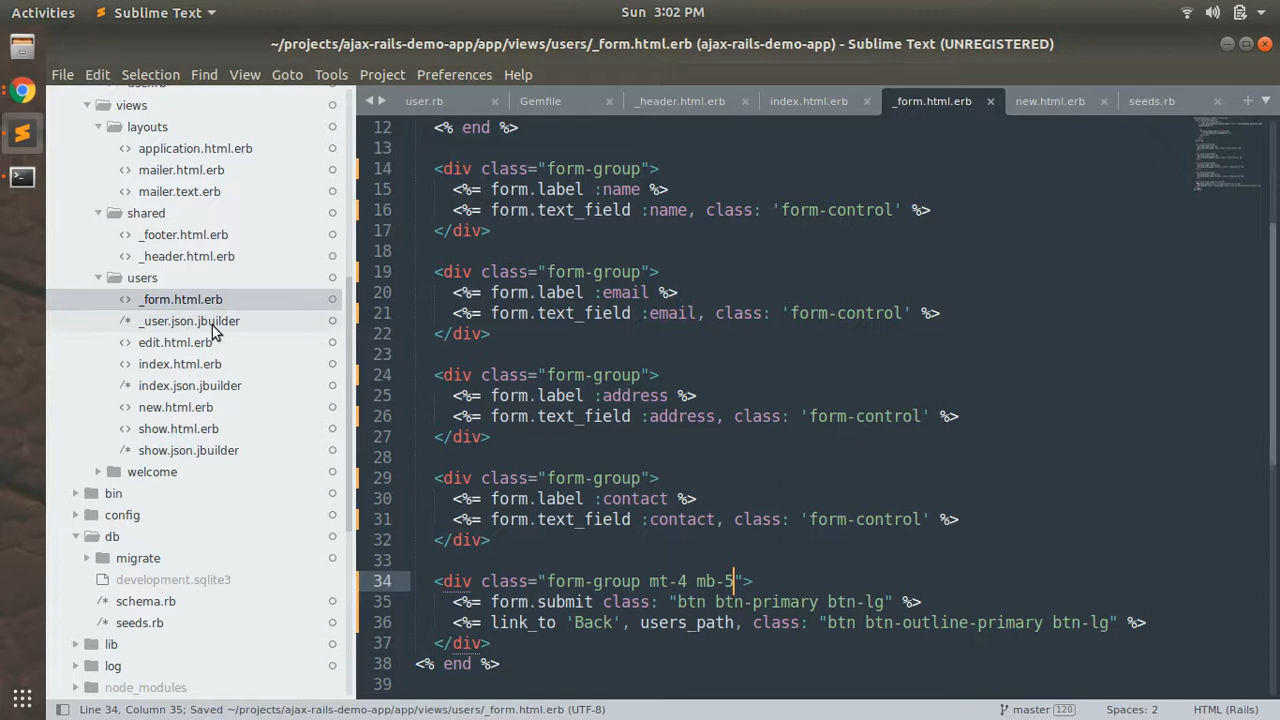 Activities Sublime Text Sun 3:02 PM
~/projects/ajax-rails-demo-app/app/views/users/_form.html.erb (ajax-rails-demo-app) - Sublime Text (UNREGISTERED)
File Edit Selection Find View Goto Tools Project Preferences Help
user.rb
views
layouts
application.html.erb
mailer.html.erb
mailer.text.erb
shared
_footer.html.erb
_header.html.erb
users
_form.html.erb
_user.json.jbuilder
edit.html.erb
index.html.erb
index.json.jbuilder
new.html.erb
show.html.erb
show.json.jbuilder
welcome
bin
config
db
migrate
development.sqlite3
schema.rb
seeds.rb
lib
log
node_modules
user.rb Gemfile _header.html.erb index.html.erb _form.html.erb new.html.erb seeds.rb
12 <% end %>
13
14 <div class="form-group">
15 <%= form.label :name %>
16 <%= form.text_field :name, class: 'form-control' %>
17 </div>
18
19 <div class="form-group">
20 <%= form.label :email %>
21 <%= form.text_field :email, class: 'form-control' %>
22 </div>
23
24 <div class="form-group">
25 <%= form.label :address %>
26 <%= form.text_field :address, class: 'form-control' %>
27 </div>
28
29 <div class="form-group">
30 <%= form.label :contact %>
31 <%= form.text_field :contact, class: 'form-control' %>
32 </div>
33
34 <div class="form-group mt-4 mb-5">
35 <%= form.submit class: "btn btn-primary btn-lg" %>
36 <%= link_to 'Back', users_path, class: "btn btn-outline-primary btn-lg" %>
37 </div>
38 <% end %>
39
Line 34, Column 35; Saved ~/projects/ajax-rails-demo-app/app/views/users/_form.html.erb (UTF-8) master 120 Spaces: 2 HTML (Rails)